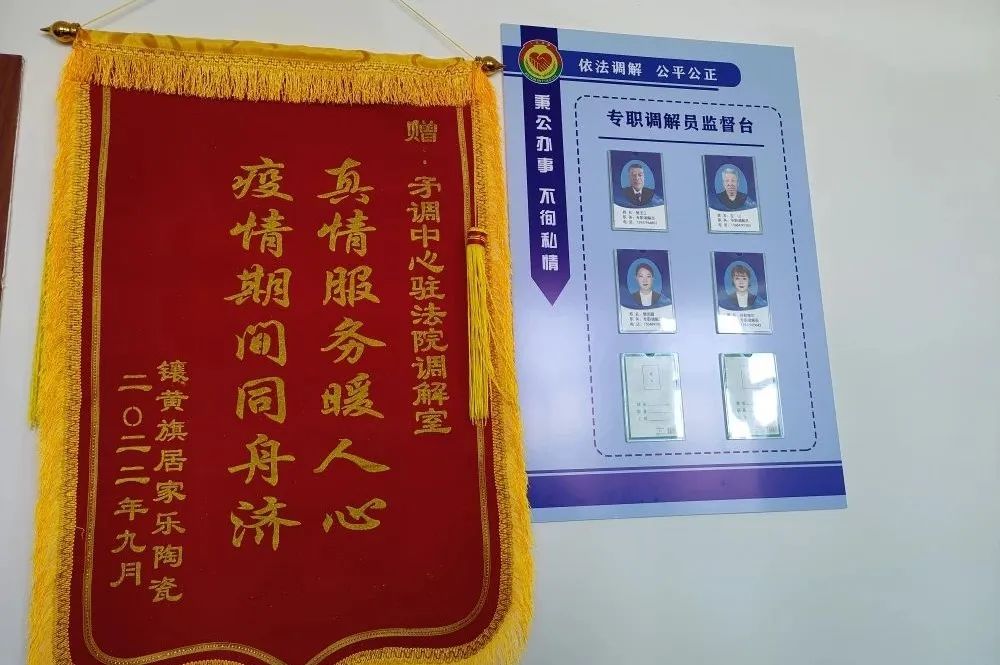 赠·矛调中心驻法院调解室
真情服务暖人心
疫情期间同舟济
镶黄旗居家乐陶瓷
二〇二二年九月
依法调解 公平公正
秉公办事 不徇私情
专职调解员监督台